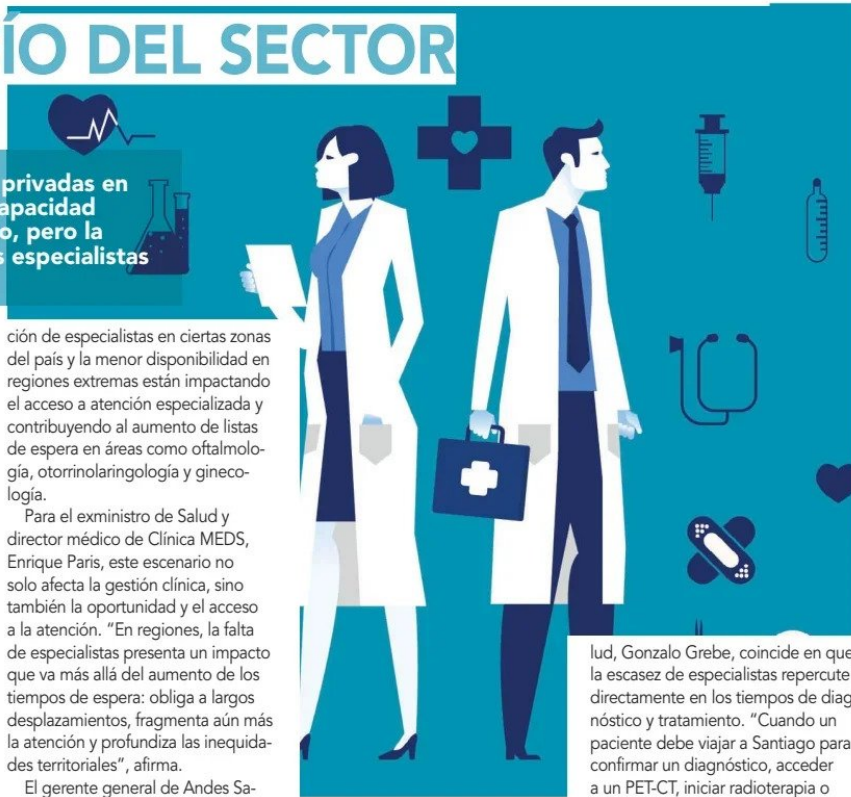 ÍO DEL SECTOR
privadas en
apacidad
o, pero la
s especialistas
ción de especialistas en ciertas zonas
del país y la menor disponibilidad en
regiones extremas están impactando
el acceso a atención especializada y
contribuyendo al aumento de listas
de espera en áreas como oftalmolo-
gía, otorrinolaringología y gineco-
logía.
Para el exministro de Salud y
director médico de Clínica MEDS,
Enrique Paris, este escenario no
solo afecta la gestión clínica, sino
también la oportunidad y el acceso
a la atención. "En regiones, la falta
de especialistas presenta un impacto
que va más allá del aumento de los
tiempos de espera: obliga a largos
desplazamientos, fragmenta aún más
la atención y profundiza las inequida-
des territoriales", afirma.
El gerente general de Andes Sa-
lud, Gonzalo Grebe, coincide en que
la escasez de especialistas repercute
directamente en los tiempos de diag
nóstico y tratamiento. "Cuando un
paciente debe viajar a Santiago para
confirmar un diagnóstico, acceder
a un PET-CT, iniciar radioterapia o